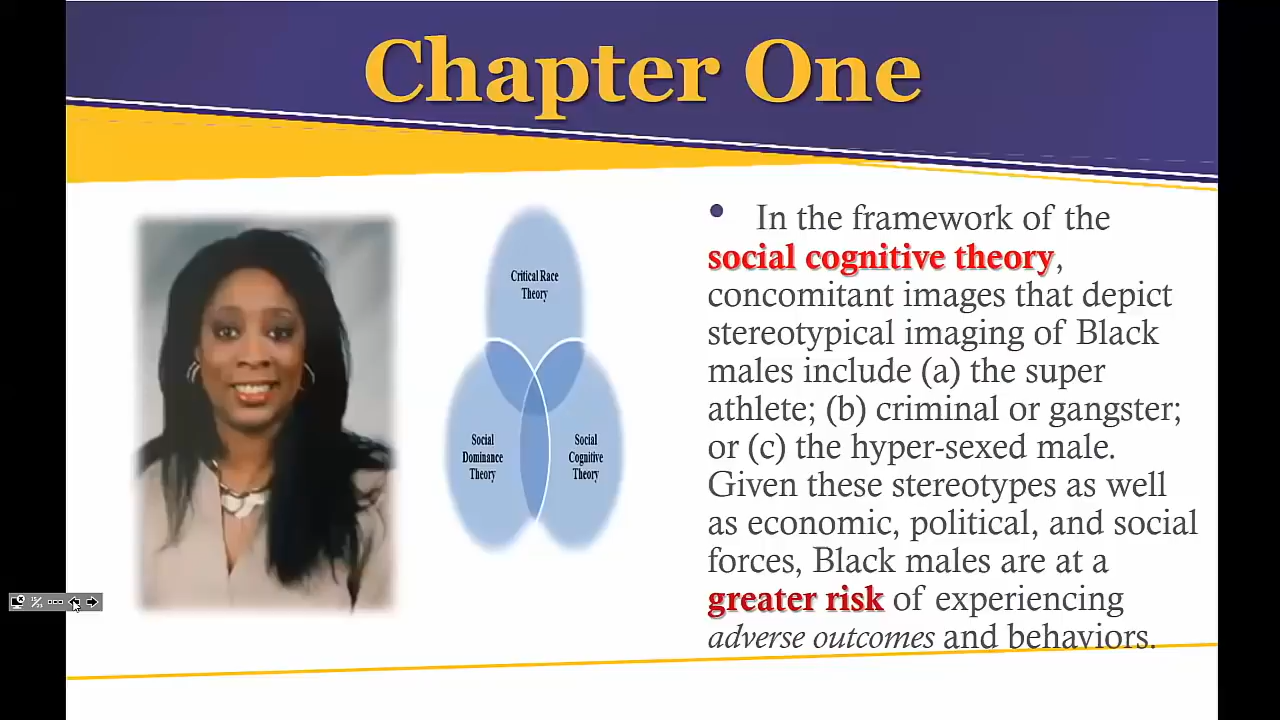 Chapter One
Critical Race
Theory
Social
Dominance
Theory
Social
Cognitive
Theory
• In the framework of the
social cognitive theory,
concomitant images that depict
stereotypical imaging of Black
males include (a) the super
athlete; (b) criminal or gangster;
or (c) the hyper-sexed male.
Given these stereotypes as well
as economic, political, and social
forces, Black males are at a
greater risk of experiencing
adverse outcomes and behaviors.